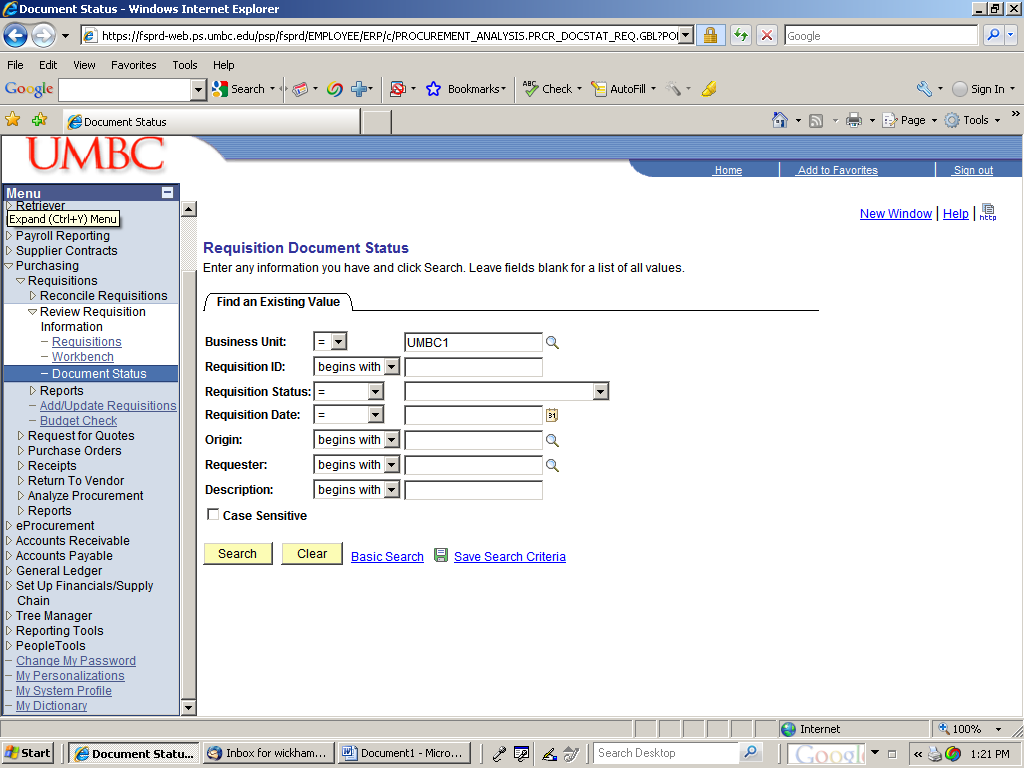 Document Status - Windows Internet Explorer
https://fsprd-web.ps.umbc.edu/psp/fsprd/EMPLOYEE/ERP/c/PROCUREMENT_ANALYSIS.PRCR_DOCSTAT_REQ.GBL?POI
Google
File Edit View Favorites Tools Help
Google Search Bookmarks Check AutoFill Sign In
Document Status Page Tools
UMBC
Home Add to Favorites Sign out
Menu
Retriever
Expand (Ctrl+Y) Menu
New Window | Help | http
Payroll Reporting
Supplier Contracts
Purchasing
Requisitions
Reconcile Requisitions
Review Requisition
Information
Requisitions
Workbench
Document Status
Reports
Add/Update Requisitions
Budget Check
Request for Quotes
Purchase Orders
Receipts
Return To Vendor
Analyze Procurement
Reports
eProcurement
Accounts Receivable
Accounts Payable
General Ledger
Set Up Financials/Supply
Chain
Tree Manager
Reporting Tools
PeopleTools
Change My Password
My Personalizations
My System Profile
My Dictionary
Requisition Document Status
Enter any information you have and click Search. Leave fields blank for a list of all values.
Find an Existing Value
Business Unit: = UMBC1
Requisition ID: begins with
Requisition Status: =
Requisition Date: = 31
Origin: begins with
Requester: begins with
Description: begins with
Case Sensitive
Search Clear Basic Search Save Search Criteria
Internet 100%
Start Document Statu... Inbox for wickham... Document1 - Micro... Search Desktop Google 1:21 PM